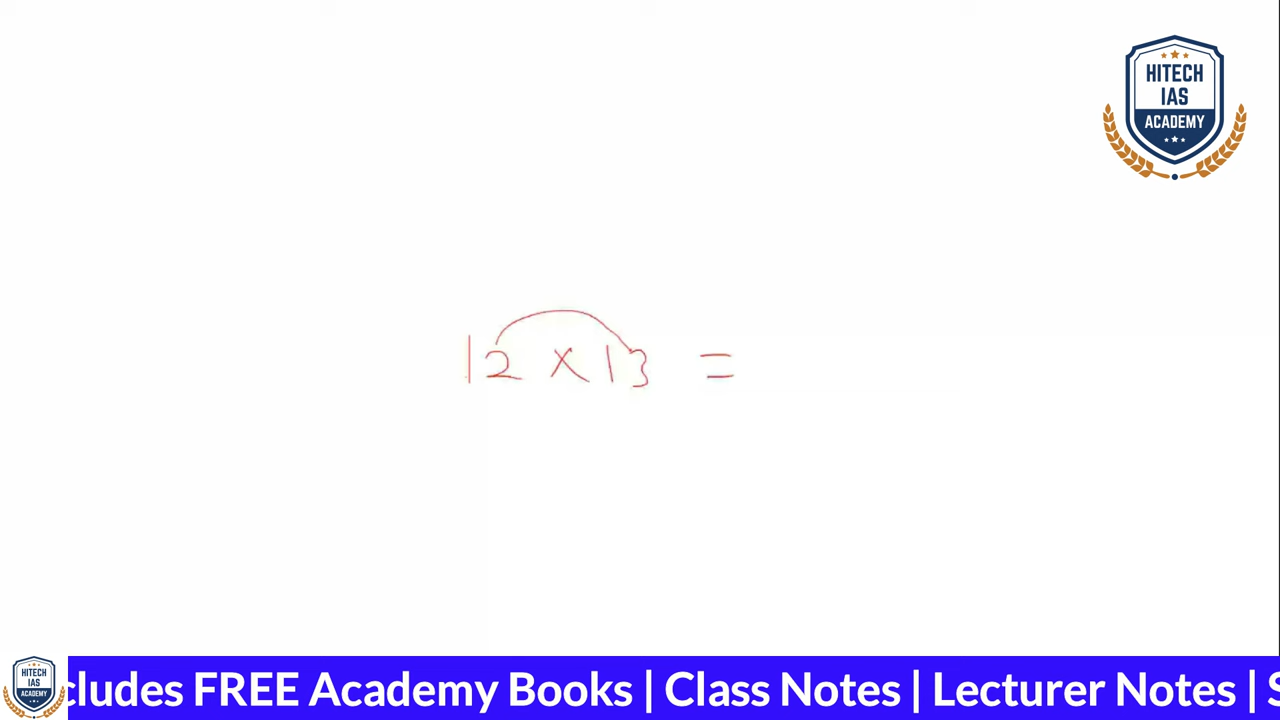 HITECH
IAS
ACADEMY
12 × 13 =
HITECH
IAS
ACADEMY
cludes FREE Academy Books | Class Notes | Lecturer Notes | S